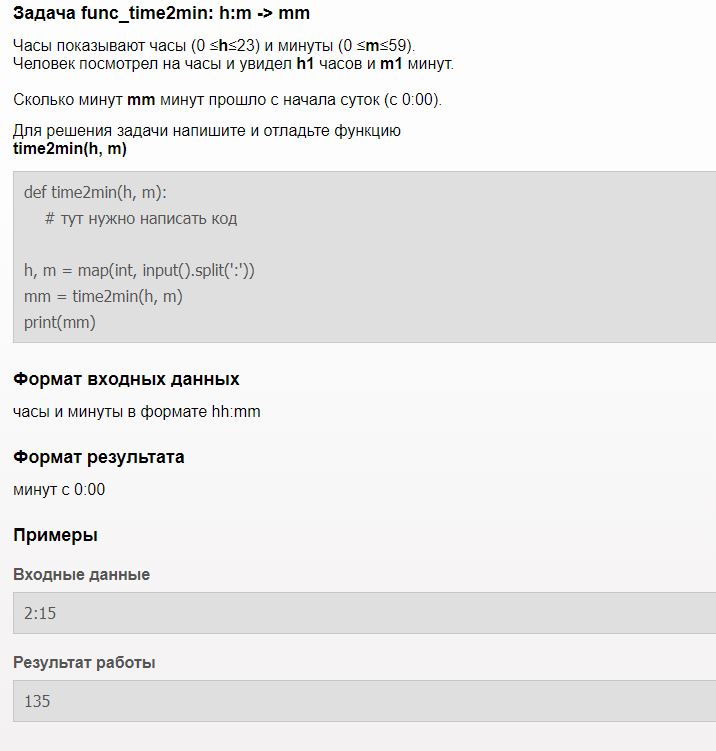 Задача func_time2min: h:m -> mm
Часы показывают часы (0 ≤h≤23) и минуты (0 ≤m≤59).
Человек посмотрел на часы и увидел h1 часов и m1 минут.
Сколько минут mm минут прошло с начала суток (с 0:00).
Для решения задачи напишите и отладьте функцию
time2min(h, m)
def time2min(h, m):
# тут нужно написать код
h, m = map(int, input().split(':'))
mm = time2min(h, m)
print(mm)
Формат входных данных
часы и минуты в формате hh:mm
Формат результата
минут с 0:00
Примеры
Входные данные
2:15
Результат работы
135